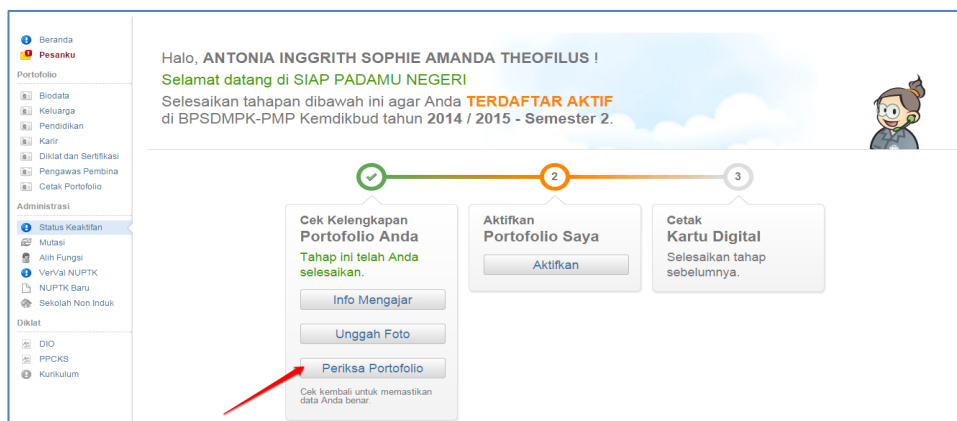 Beranda
Pesanku
Portofolio
Biodata
Keluarga
Pendidikan
Karir
Diklat dan Sertifikasi
Pengawas Pembina
Cetak Portofolio
Administrasi
Status Keaktifan
Mutasi
Alih Fungsi
VerVal NUPTK
NUPTK Baru
Sekolah Non Induk
Diklat
DIO
PPCKS
Kurikulum
Halo, ANTONIA INGGRITH SOPHIE AMANDA THEOFILUS !
Selamat datang di SIAP PADAMU NEGERI
Selesaikan tahapan dibawah ini agar Anda TERDAFTAR AKTIF
di BPSDMPK-PMP Kemdikbud tahun 2014 / 2015 - Semester 2.
Cek Kelengkapan
Portofolio Anda
Tahap ini telah Anda
selesaikan.
Info Mengajar
Unggah Foto
Periksa Portofolio
Cek kembali untuk memastikan
data Anda benar.
2
Aktifkan
Portofolio Saya
Aktifkan
3
Cetak
Kartu Digital
Selesaikan tahap
sebelumnya.